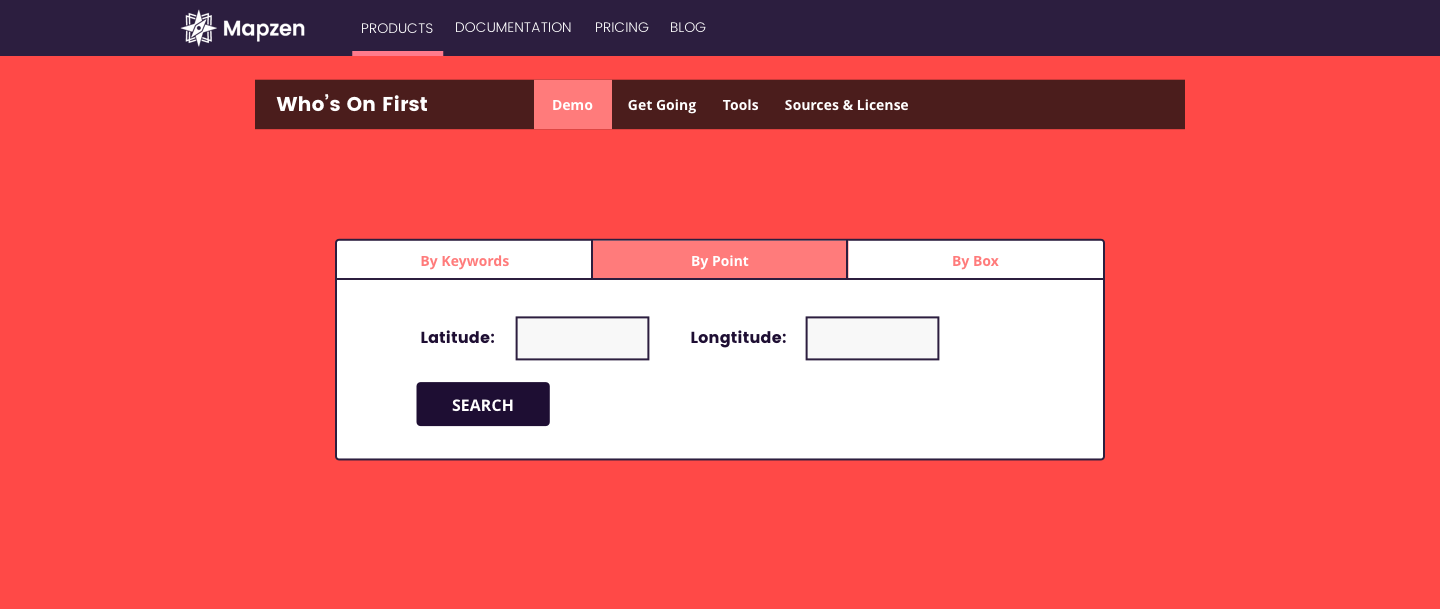 Mapzen PRODUCTS DOCUMENTATION PRICING BLOG
Who's On First Demo Get Going Tools Sources & License
By Keywords By Point By Box
Latitude: Longtitude:
SEARCH